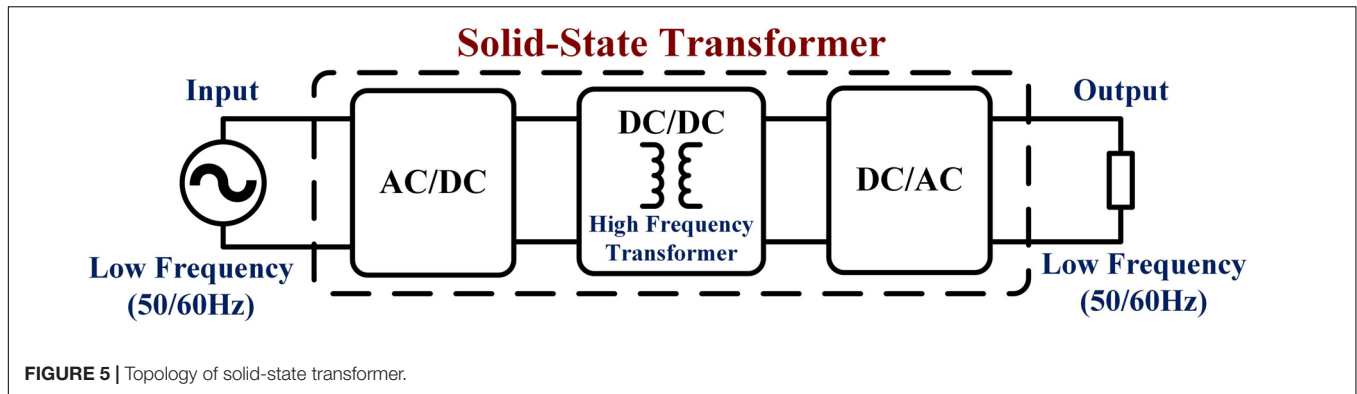 Solid-State Transformer
Input
Output
AC/DC
DC/DC
High Frequency
Transformer
DC/AC
Low Frequency
(50/60Hz)
Low Frequency
(50/60Hz)
FIGURE 5 | Topology of solid-state transformer.